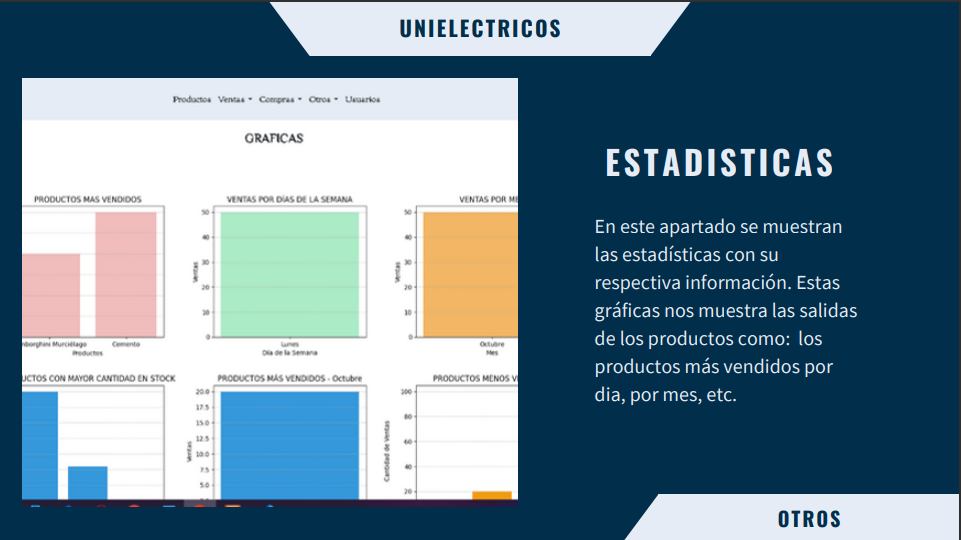 UNIELECTRICOS
Productos Ventas Compras Otros Usuarios
GRAFICAS
PRODUCTOS MAS VENDIDOS
nborghini Murciélago Cemento
Productos
VENTAS POR DÍAS DE LA SEMANA
50
40
30
20
10
0
Ventas
Lunes
Día de la Semana
VENTAS POR ME
50
40
30
20
10
0
Ventas
Octubre
Mes
UCTOS CON MAYOR CANTIDAD EN STOCK
PRODUCTOS MÁS VENDIDOS - Octubre
20.0
17.5
15.0
12.5
10.0
7.5
5.0
Ventas
PRODUCTOS MENOS V
100
80
60
40
20
Cantidad de Ventas
ESTADISTICAS
En este apartado se muestran
las estadísticas con su
respectiva información. Estas
gráficas nos muestra las salidas
de los productos como: los
productos más vendidos por
dia, por mes, etc.
OTROS